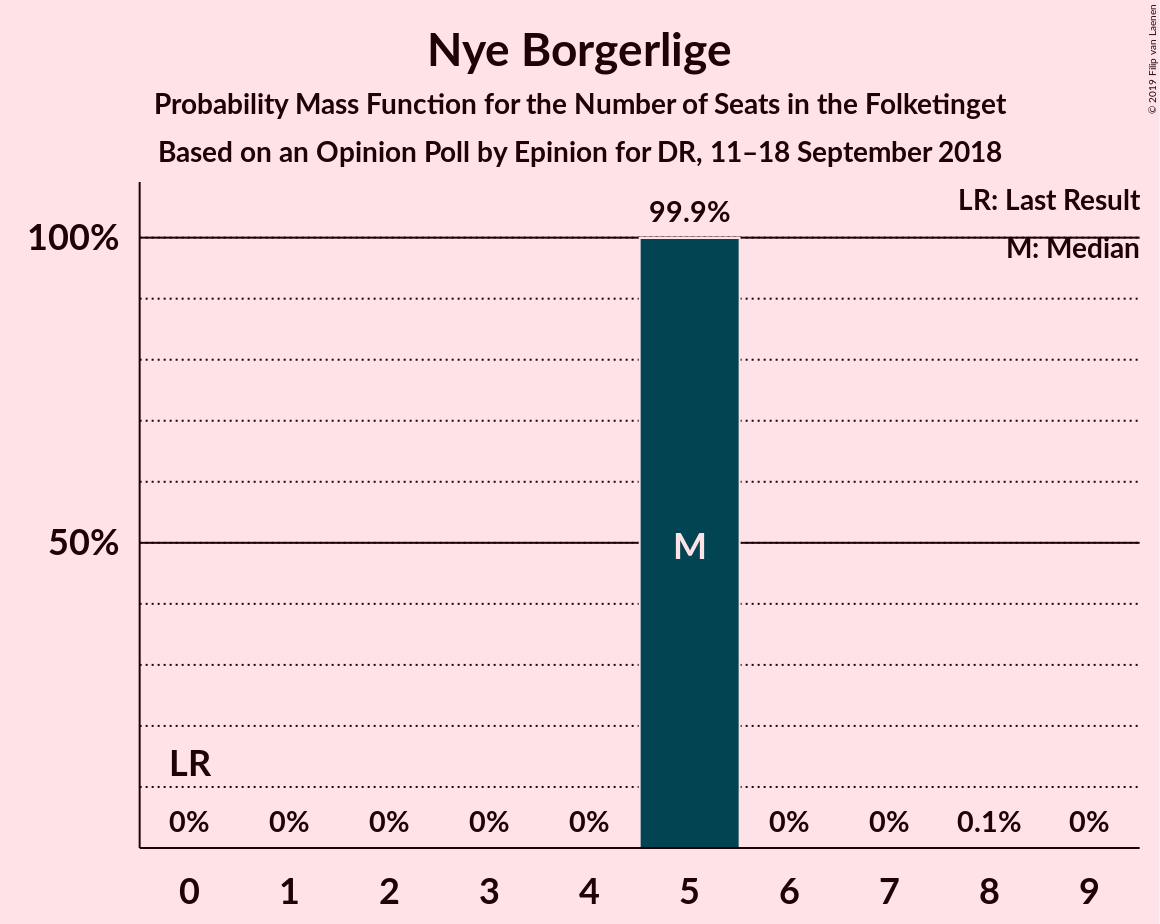 Nye Borgerlige
Probability Mass Function for the Number of Seats in the Folketinget
Based on an Opinion Poll by Epinion for DR, 11–18 September 2018
© 2019 Filip van Laenen
LR: Last Result
M: Median
99.9%
100%
50%
M
LR
0% 0% 0% 0% 0% 0% 0% 0.1% 0%
0 1 2 3 4 5 6 7 8 9